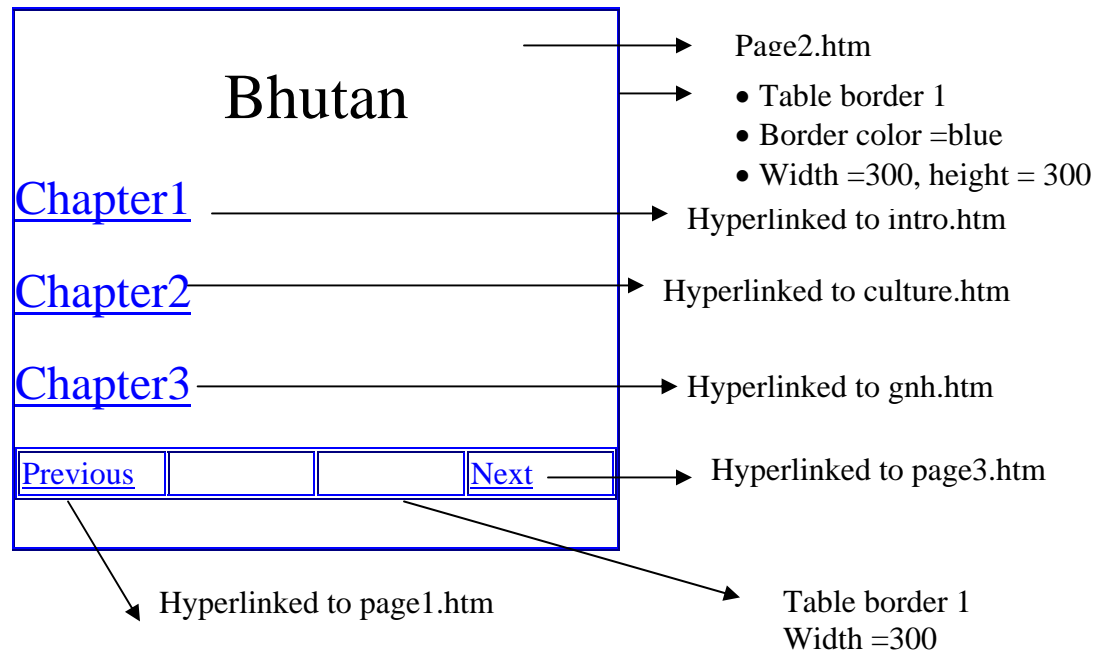 Page2.htm
Bhutan
• Table border 1
• Border color =blue
• Width =300, height = 300
Chapter1
Hyperlinked to intro.htm
Chapter2
Hyperlinked to culture.htm
Chapter3
Hyperlinked to gnh.htm
Previous
Next
Hyperlinked to page3.htm
Hyperlinked to page1.htm
Table border 1
Width =300